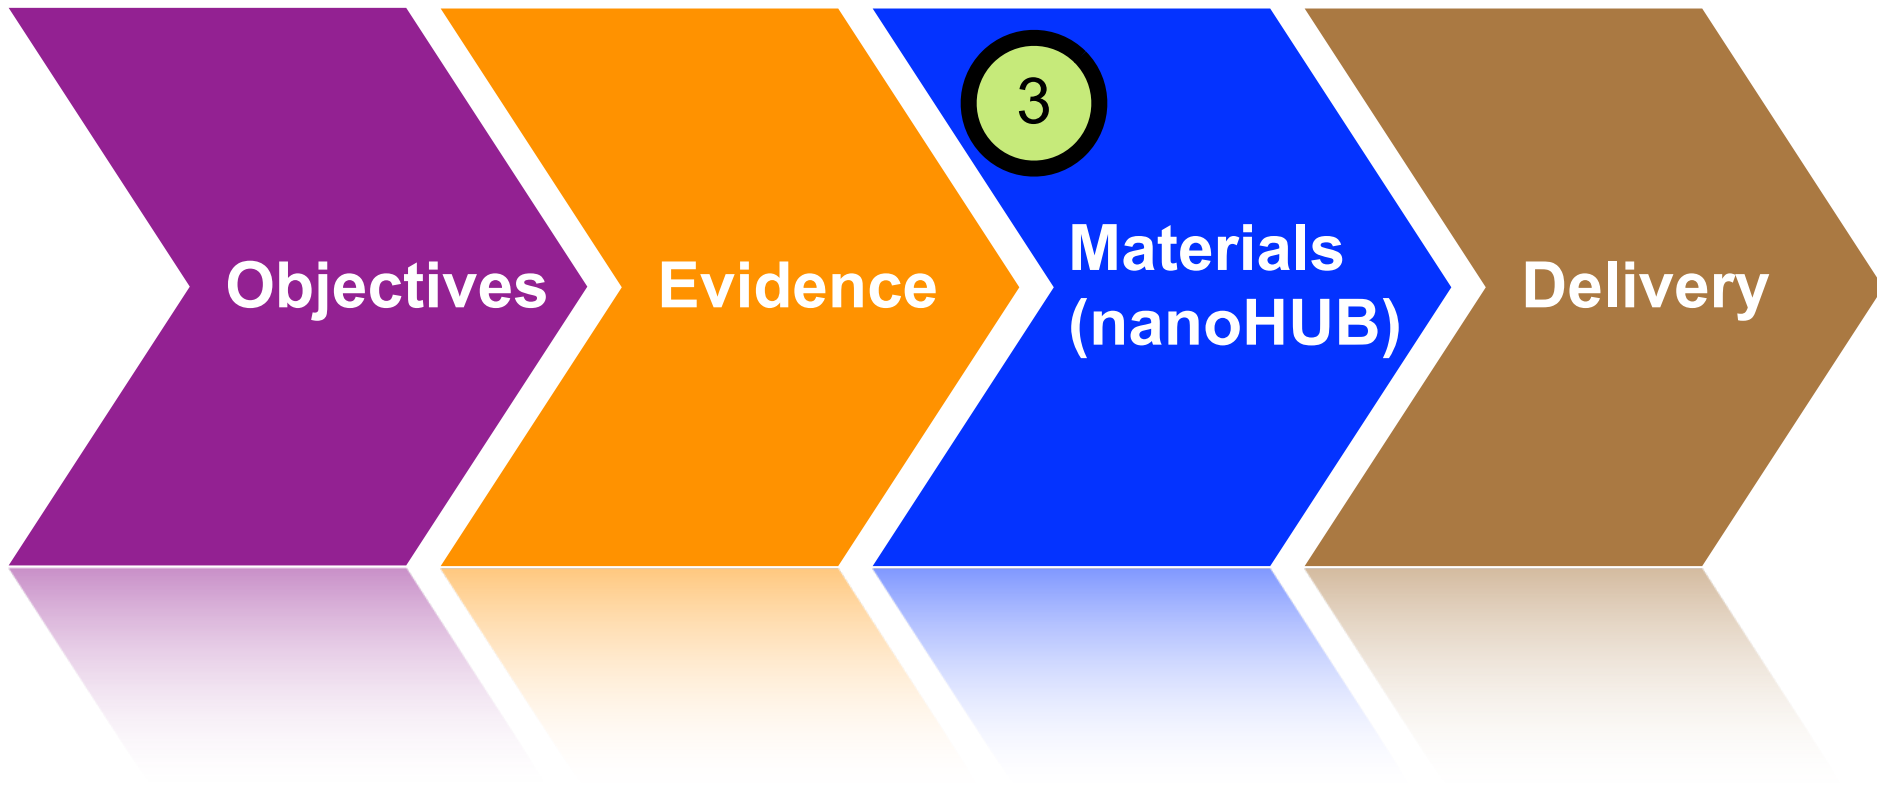 Objectives
Evidence
3
Materials
(nanoHUB)
Delivery